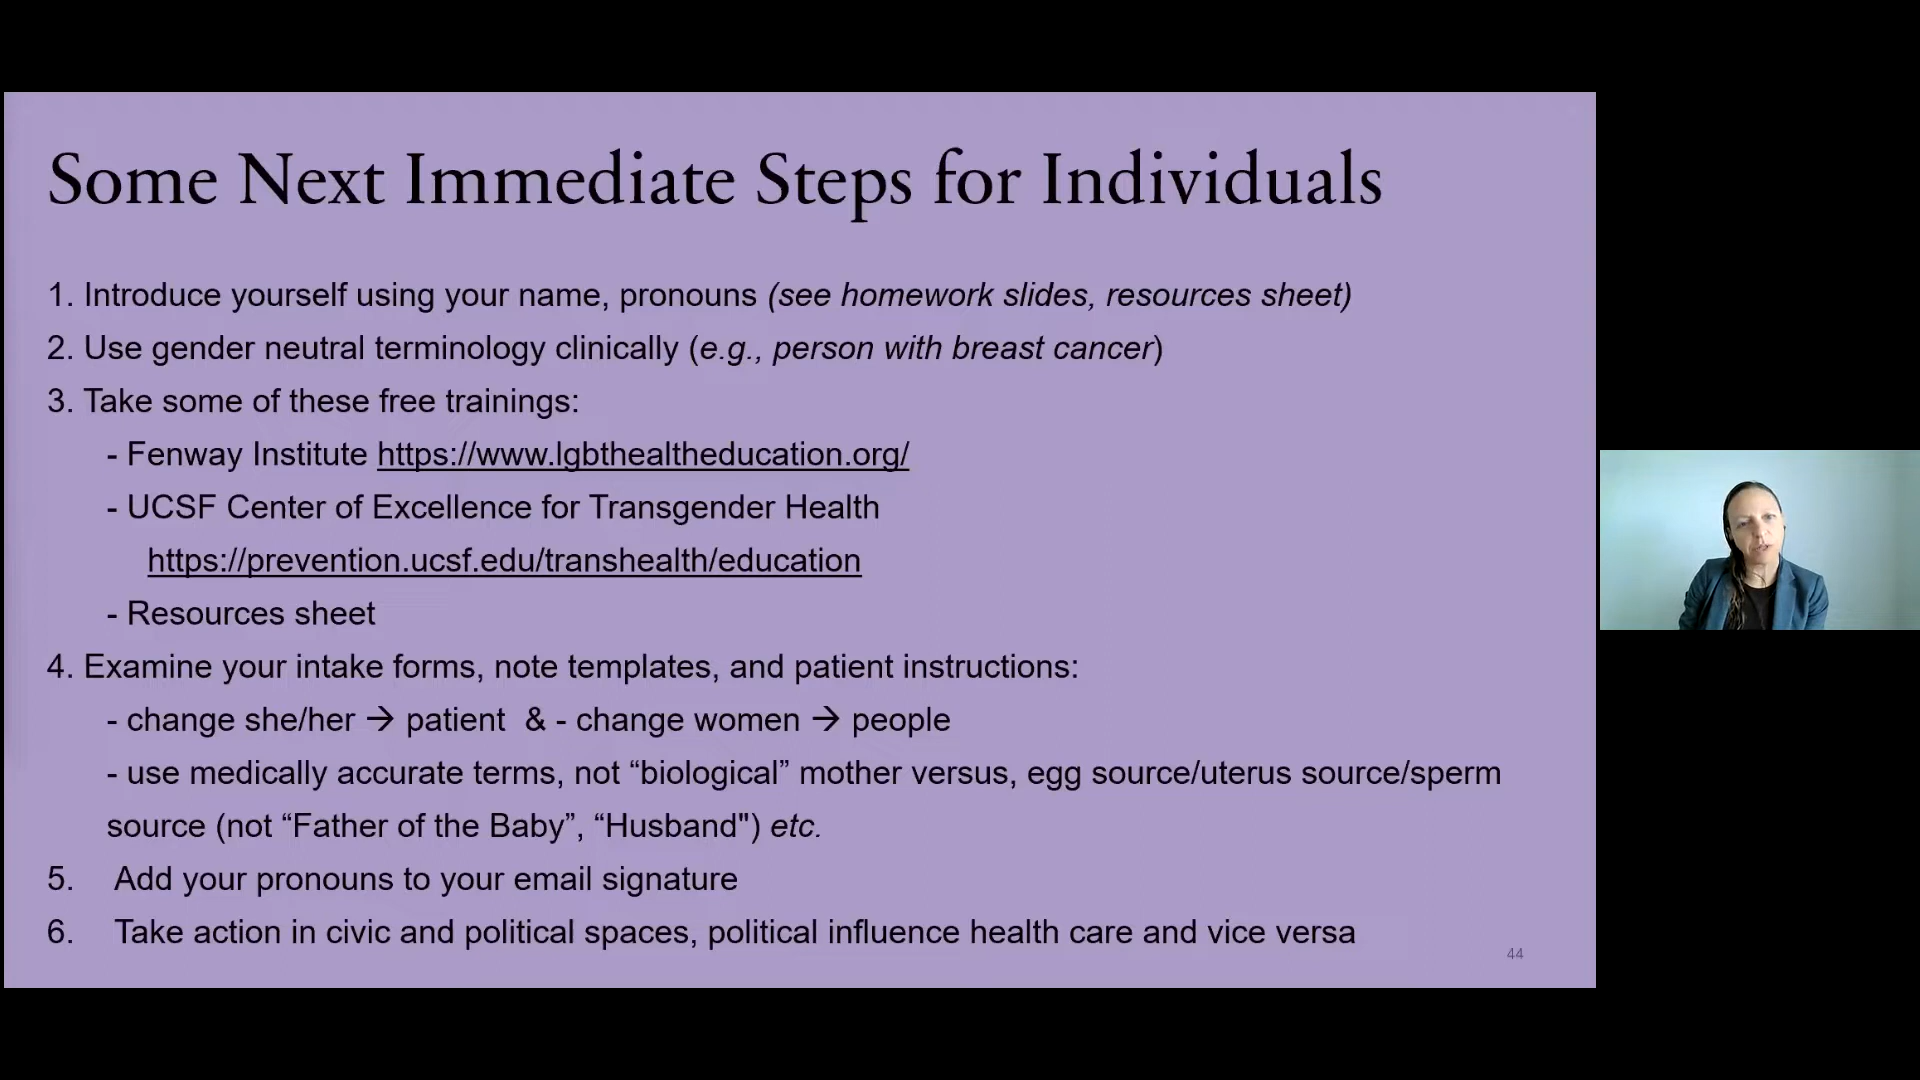 Some Next Immediate Steps for Individuals
1. Introduce yourself using your name, pronouns (see homework slides, resources sheet)
2. Use gender neutral terminology clinically (e.g., person with breast cancer)
3. Take some of these free trainings:
- Fenway Institute https://www.lgbthealtheducation.org/
- UCSF Center of Excellence for Transgender Health
https://prevention.ucsf.edu/transhealth/education
- Resources sheet
4. Examine your intake forms, note templates, and patient instructions:
- change she/her → patient & - change women → people
- use medically accurate terms, not “biological” mother versus, egg source/uterus source/sperm
source (not “Father of the Baby”, “Husband") etc.
5. Add your pronouns to your email signature
6. Take action in civic and political spaces, political influence health care and vice versa
44